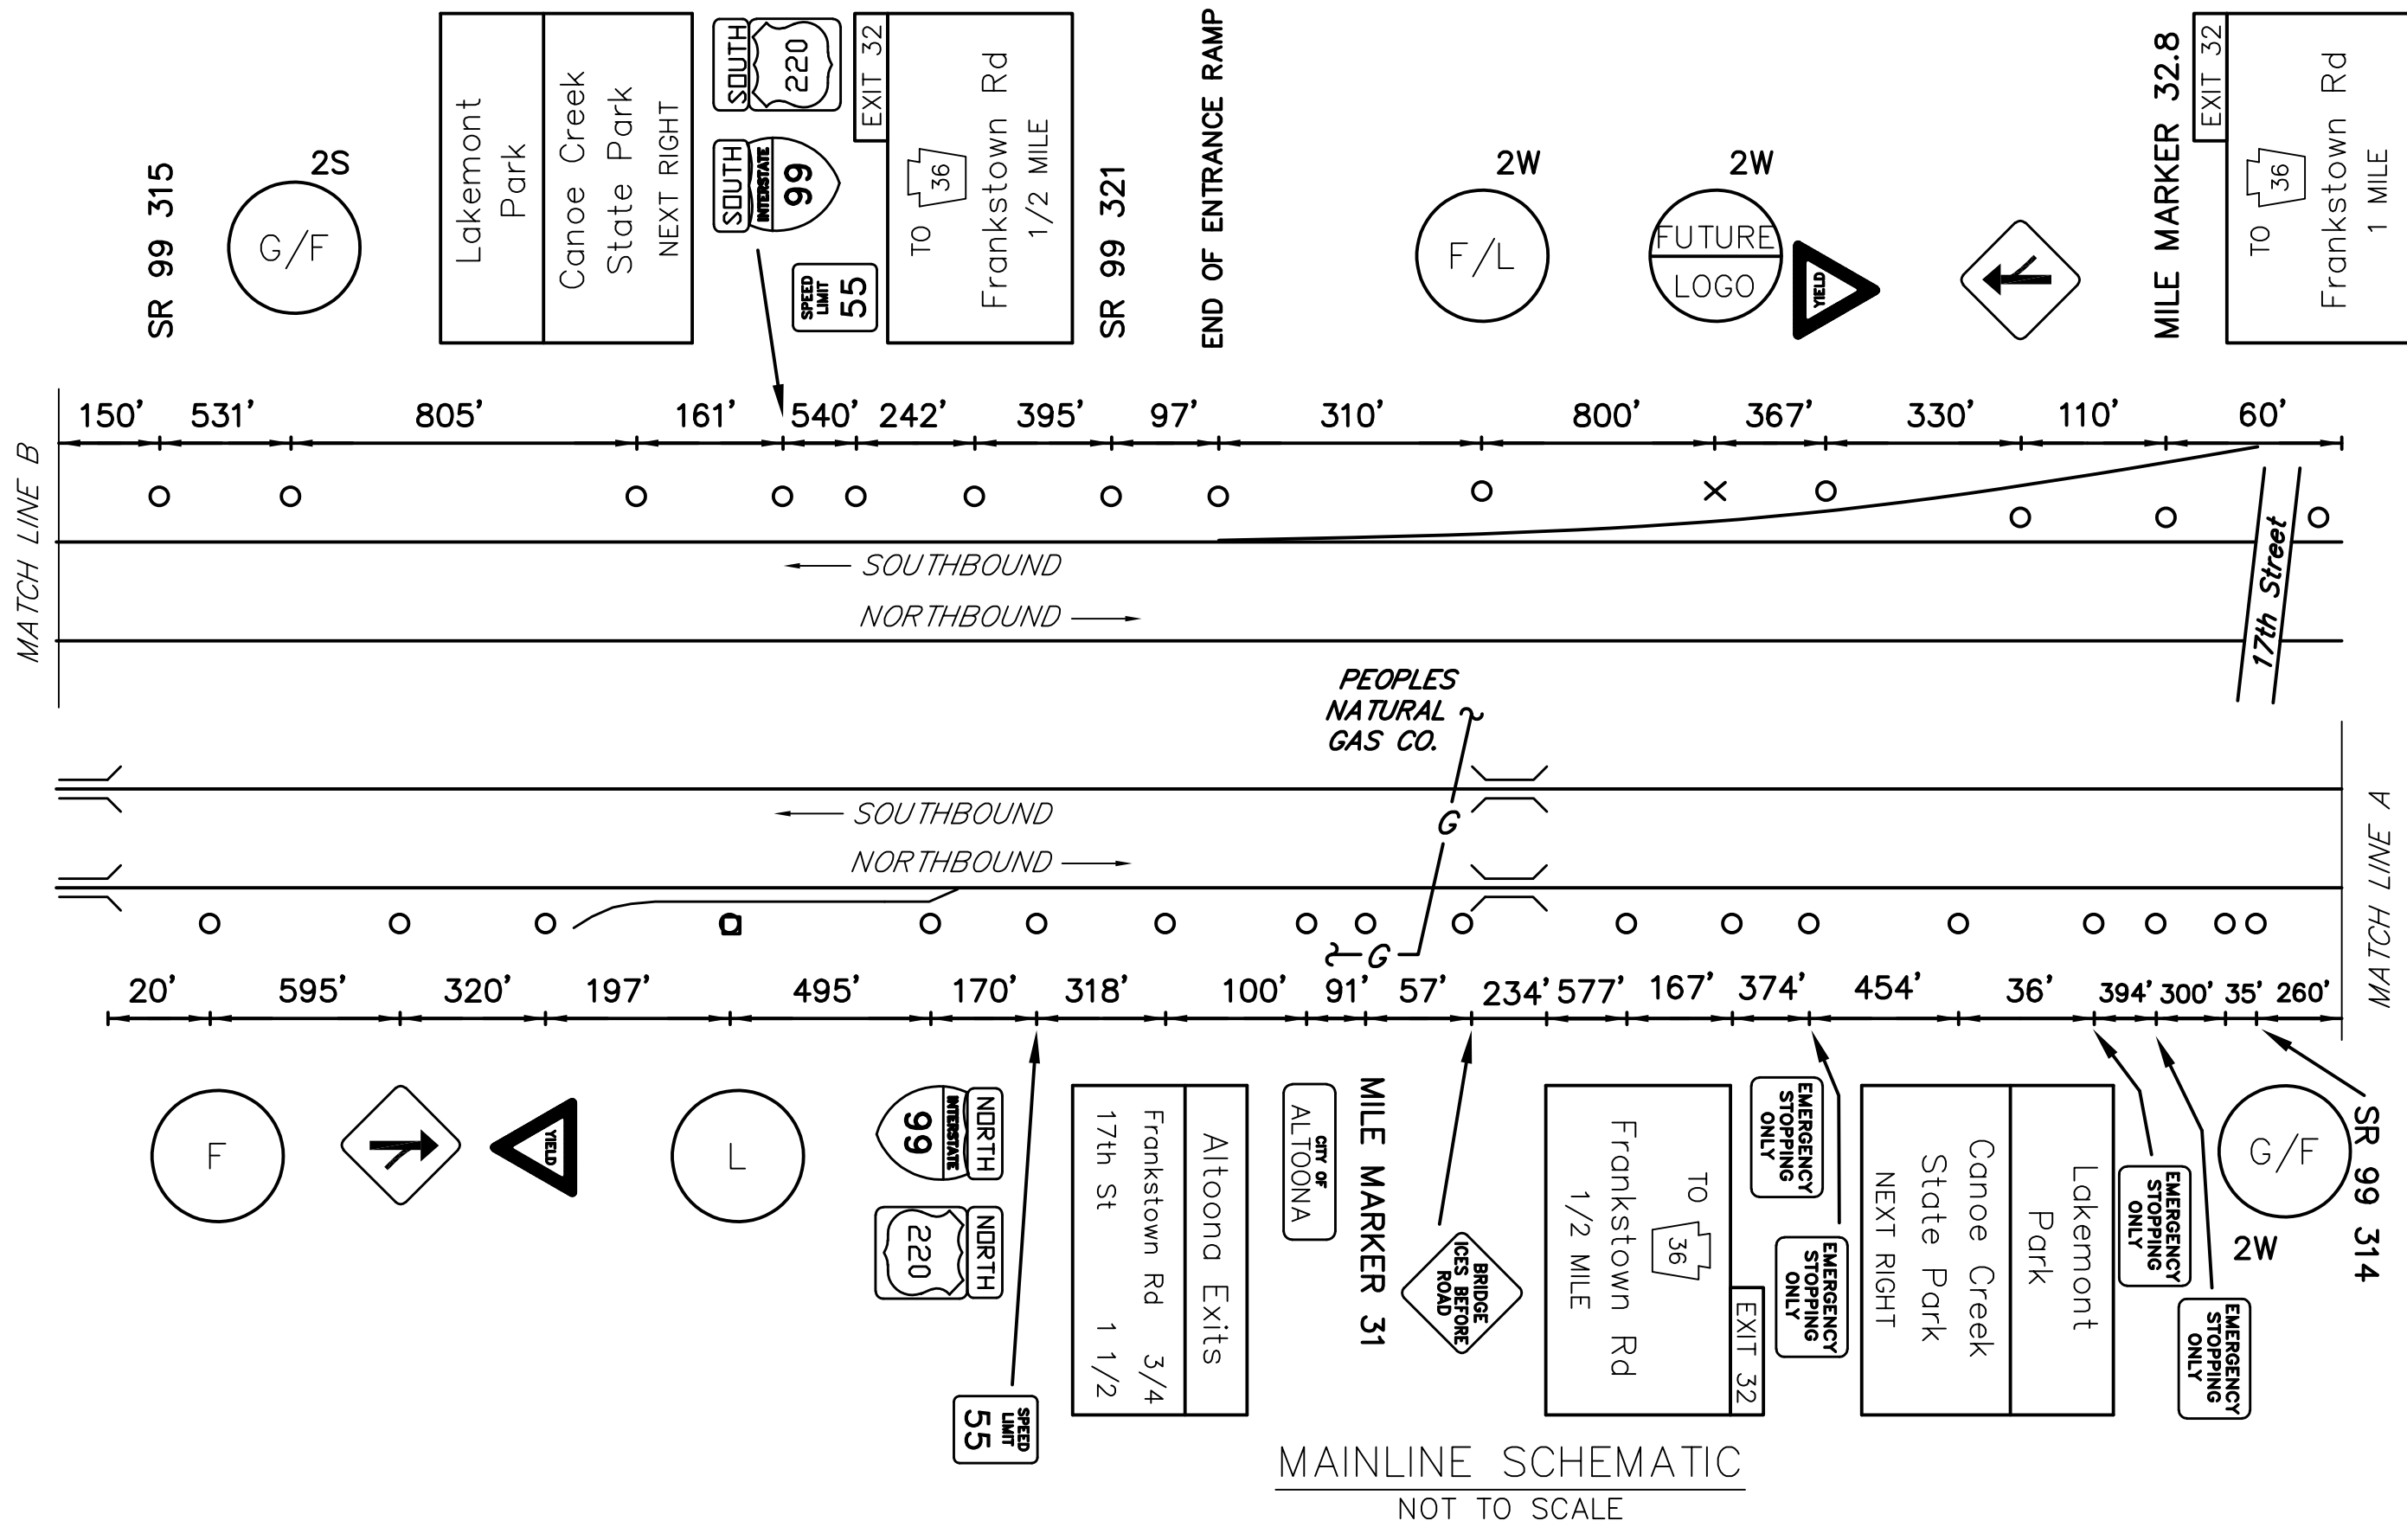 SR 99 315
2S
G/F
Lakemont
Park
Canoe Creek
State Park
NEXT RIGHT
SOUTH
220
SOUTH
INTERSTATE
99
SPEED
LIMIT
55
EXIT 32
TO 36
Frankstown Rd
1/2 MILE
SR 99 321
END OF ENTRANCE RAMP
2W
F/L
2W
FUTURE
LOGO
YIELD
MILE MARKER 32.8
EXIT 32
TO 36
Frankstown Rd
1 MILE
150’ 531’ 805’ 161’ 540’ 242’ 395’ 97’ 310’ 800’ 367’ 330’ 110’ 60’
MATCH LINE B
SOUTHBOUND
NORTHBOUND
17th Street
PEOPLES
NATURAL
GAS CO.
SOUTHBOUND
G
NORTHBOUND
G
MATCH LINE A
20’ 595’ 320’ 197’ 495’ 170’ 318’ 100’ 91’ 57’ 234’ 577’ 167’ 374’ 454’ 36’ 394’ 300’ 35’ 260’
F
YIELD
L
NORTH
INTERSTATE
99
NORTH
220
SPEED
LIMIT
55
Altoona Exits
Frankstown Rd 3/4
17th St 1 1/2
CITY OF
ALTOONA
MILE MARKER 31
BRIDGE
ICES BEFORE
ROAD
EXIT 32
TO 36
Frankstown Rd
1/2 MILE
EMERGENCY
STOPPING
ONLY
EMERGENCY
STOPPING
ONLY
Lakemont
Park
Canoe Creek
State Park
NEXT RIGHT
EMERGENCY
STOPPING
ONLY
EMERGENCY
STOPPING
ONLY
G/F
2W
SR 99 314
MAINLINE SCHEMATIC
NOT TO SCALE